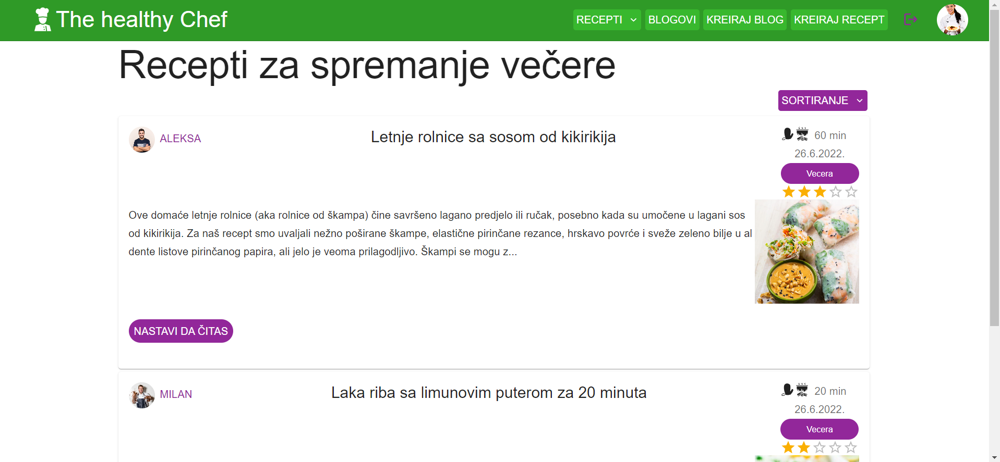 The healthy Chef
RECEPTI
BLOGOVI
KREIRAJ BLOG
KREIRAJ RECEPT
Recepti za spremanje večere
SORTIRANJE
ALEKSA
Letnje rolnice sa sosom od kikirikija
60 min
26.6.2022.
Vecera
Ove domaće letnje rolnice (aka rolnice od škampa) čine savršeno lagano predjelo ili ručak, posebno kada su umočene u lagani sos
od kikirikija. Za naš recept smo uvaljali nežno poširane škampe, elastične pirinčane rezance, hrskavo povrće i sveže zeleno bilje u al
dente listove pirinčanog papira, ali jelo je veoma prilagodljivo. Škampi se mogu z...
NASTAVI DA ČITAS
MILAN
Laka riba sa limunovim puterom za 20 minuta
20 min
26.6.2022.
Vecera